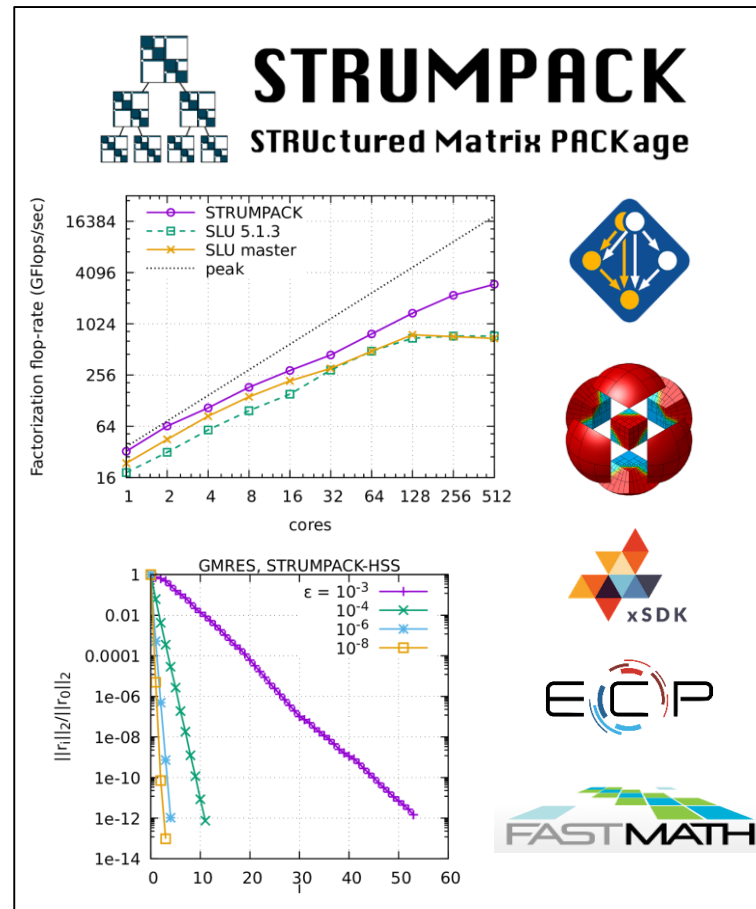 STRUMPACK
STRUctured Matrix PACKage
Factorization flop-rate (GFlops/sec)
16384
4096
1024
256
64
16
STRUMPACK
SLU 5.1.3
SLU master
peak
1 2 4 8 16 32 64 128 256 512
cores
GMRES, STRUMPACK-HSS
||rᵢ||₂/||r₀||₂
1
0.01
0.0001
1e-06
1e-08
1e-10
1e-12
1e-14
ε = 10⁻³
10⁻⁴
10⁻⁶
10⁻⁸
0 10 20 30 40 50 60
i
xSDK
ECP
FASTMATH